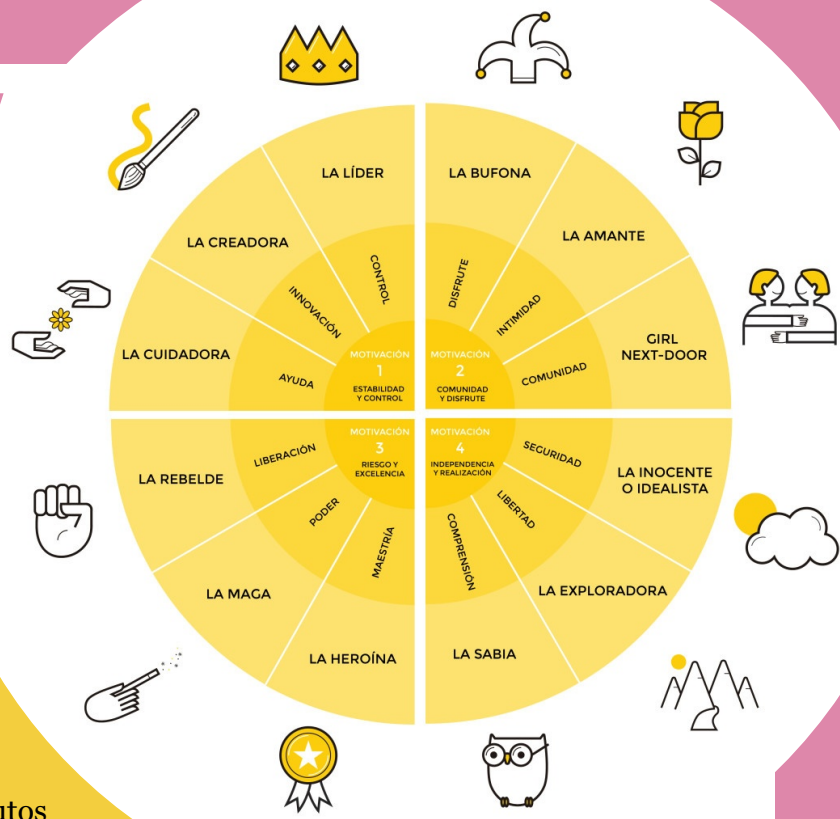 LA LÍDER
CONTROL
LA CREADORA
INNOVACIÓN
LA CUIDADORA
AYUDA
MOTIVACIÓN
1
ESTABILIDAD
Y CONTROL
LA BUFONA
DISFRUTE
LA AMANTE
INTIMIDAD
GIRL
NEXT-DOOR
COMUNIDAD
MOTIVACIÓN
2
COMUNIDAD
Y DISFRUTE
LA REBELDE
LIBERACIÓN
LA MAGA
PODER
LA HEROÍNA
MAESTRÍA
MOTIVACIÓN
3
RIESGO Y
EXCELENCIA
MOTIVACIÓN
4
INDEPENDENCIA
Y REALIZACIÓN
SEGURIDAD
LA INOCENTE
O IDEALISTA
LIBERTAD
LA EXPLORADORA
COMPRENSIÓN
LA SABIA
utos